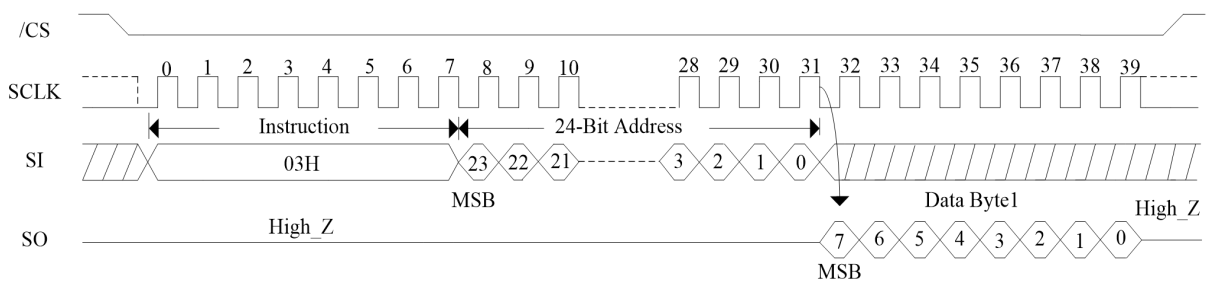 /CS
SCLK 0 1 2 3 4 5 6 7 8 9 10 28 29 30 31 32 33 34 35 36 37 38 39
Instruction 24-Bit Address
SI 03H 23 22 21 3 2 1 0
MSB Data Byte1
SO High_Z 7 6 5 4 3 2 1 0 High_Z
MSB